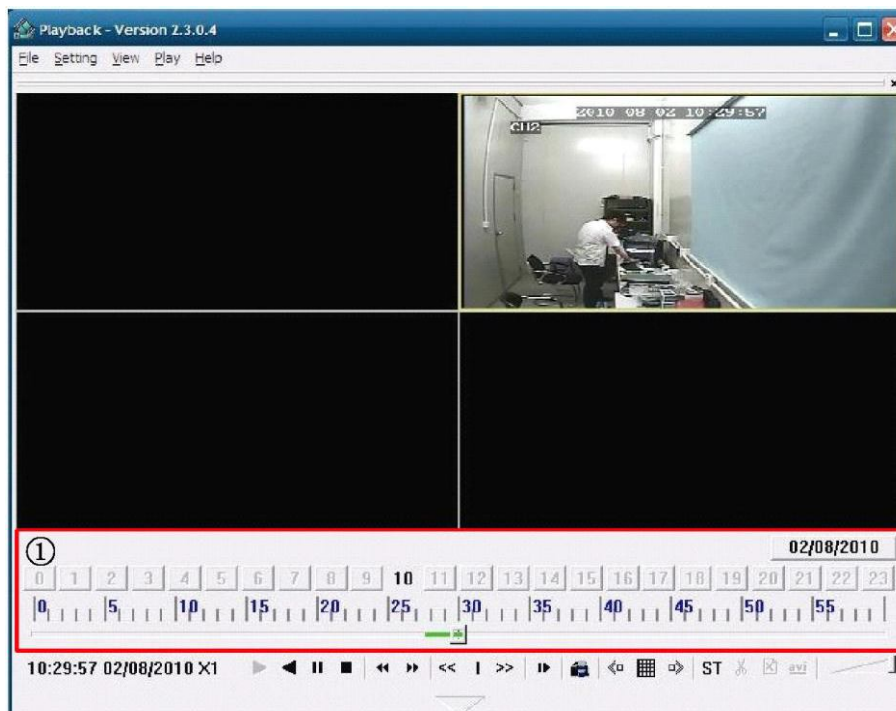 Playback - Version 2.3.0.4
File Setting View Play Help
2010 08 02 10:29:57
CH2
①
02/08/2010
0 1 2 3 4 5 6 7 8 9 10 11 12 13 14 15 16 17 18 19 20 21 22 23
0 5 10 15 20 25 30 35 40 45 50 55
10:29:57 02/08/2010 X1 << I >> ST avi